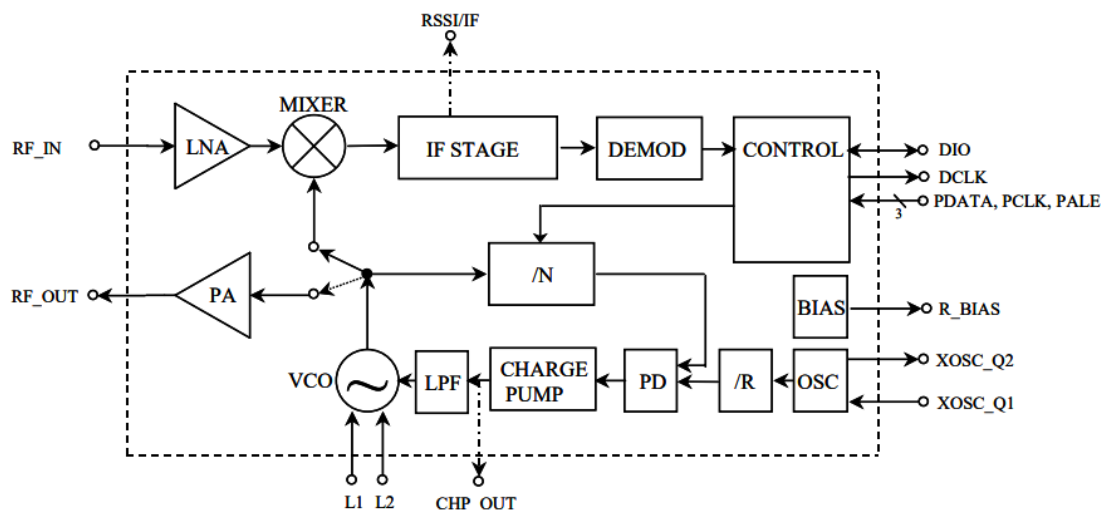 RSSI/IF
MIXER
RF_IN
LNA
IF STAGE
DEMOD
CONTROL
DIO
DCLK
PDATA, PCLK, PALE
3
/N
RF_OUT
PA
BIAS
R_BIAS
VCO
LPF
CHARGE
PUMP
PD
/R
OSC
XOSC_Q2
XOSC_Q1
L1
L2
CHP_OUT